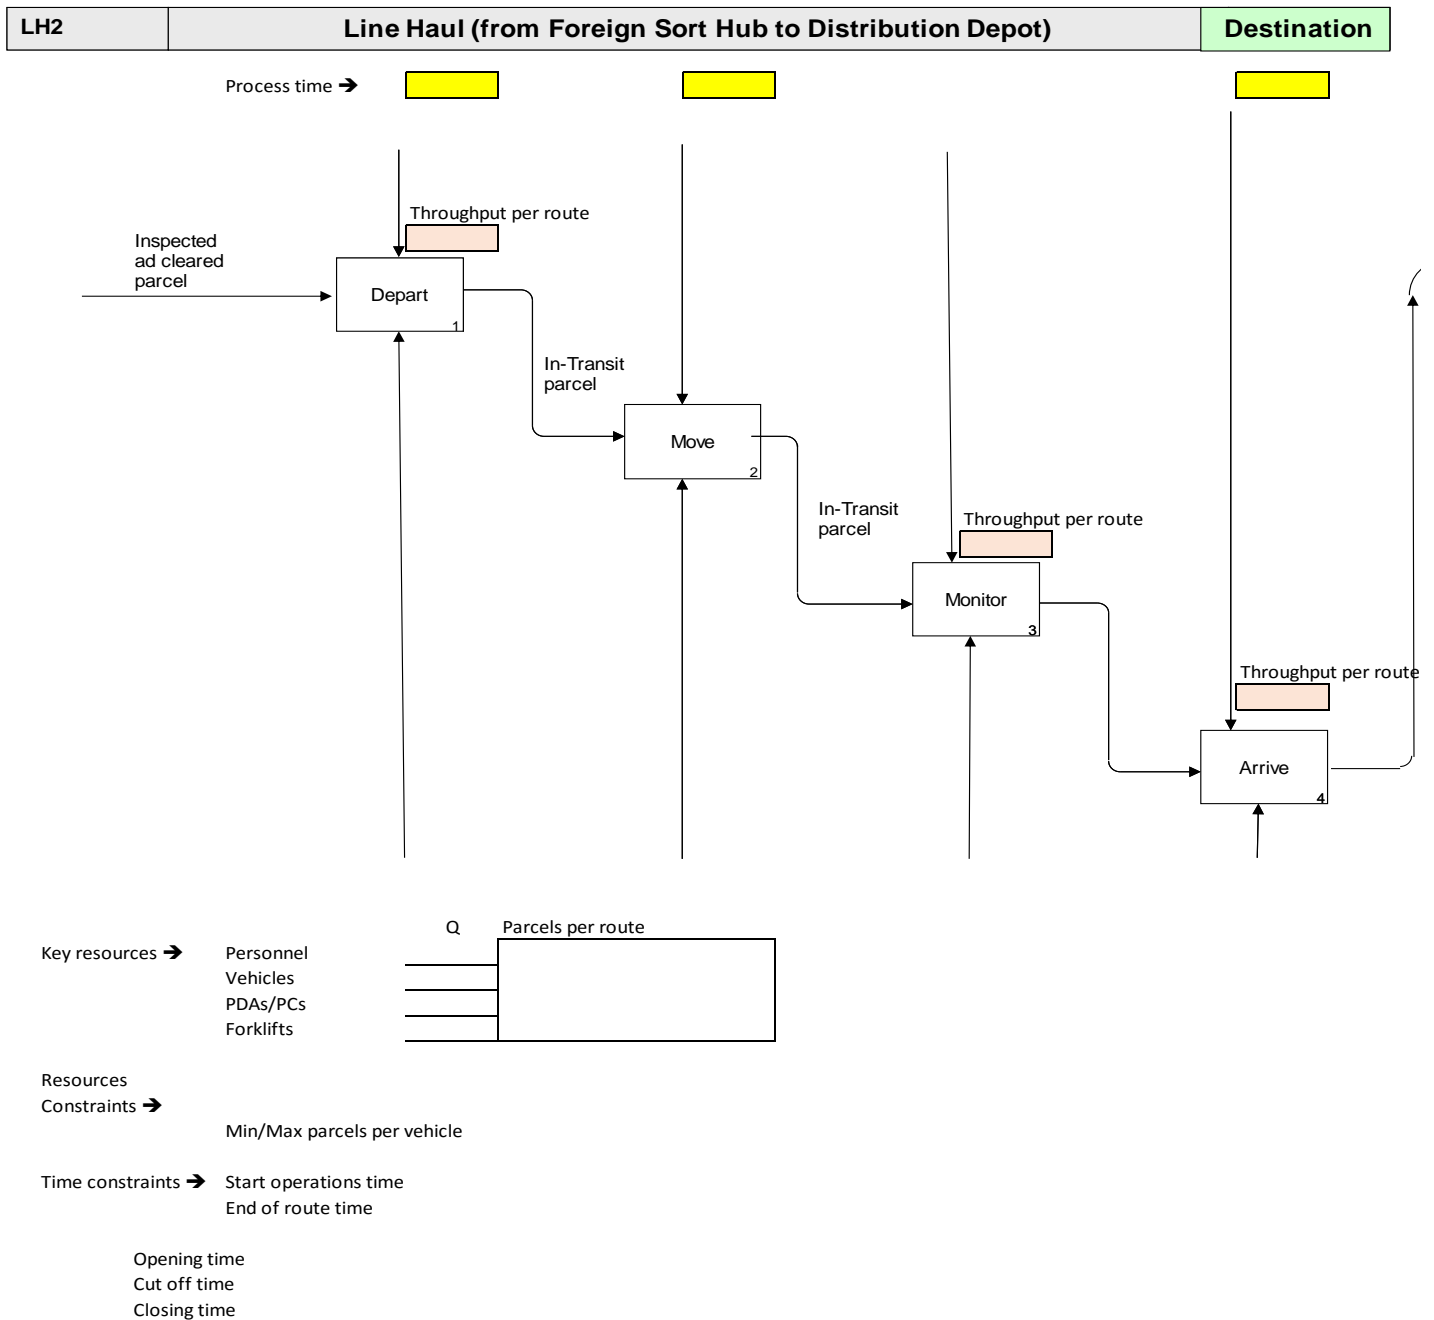 LH2
Line Haul (from Foreign Sort Hub to Distribution Depot)
Destination
Process time ➔
Throughput per route
Inspected
ad cleared
parcel
Depart
1
In-Transit
parcel
Move
2
In-Transit
parcel
Throughput per route
Monitor
3
Throughput per route
Arrive
4
Q
Parcels per route
Key resources ➔
Personnel
Vehicles
PDAs/PCs
Forklifts
Resources
Constraints ➔
Min/Max parcels per vehicle
Time constraints ➔
Start operations time
End of route time
Opening time
Cut off time
Closing time